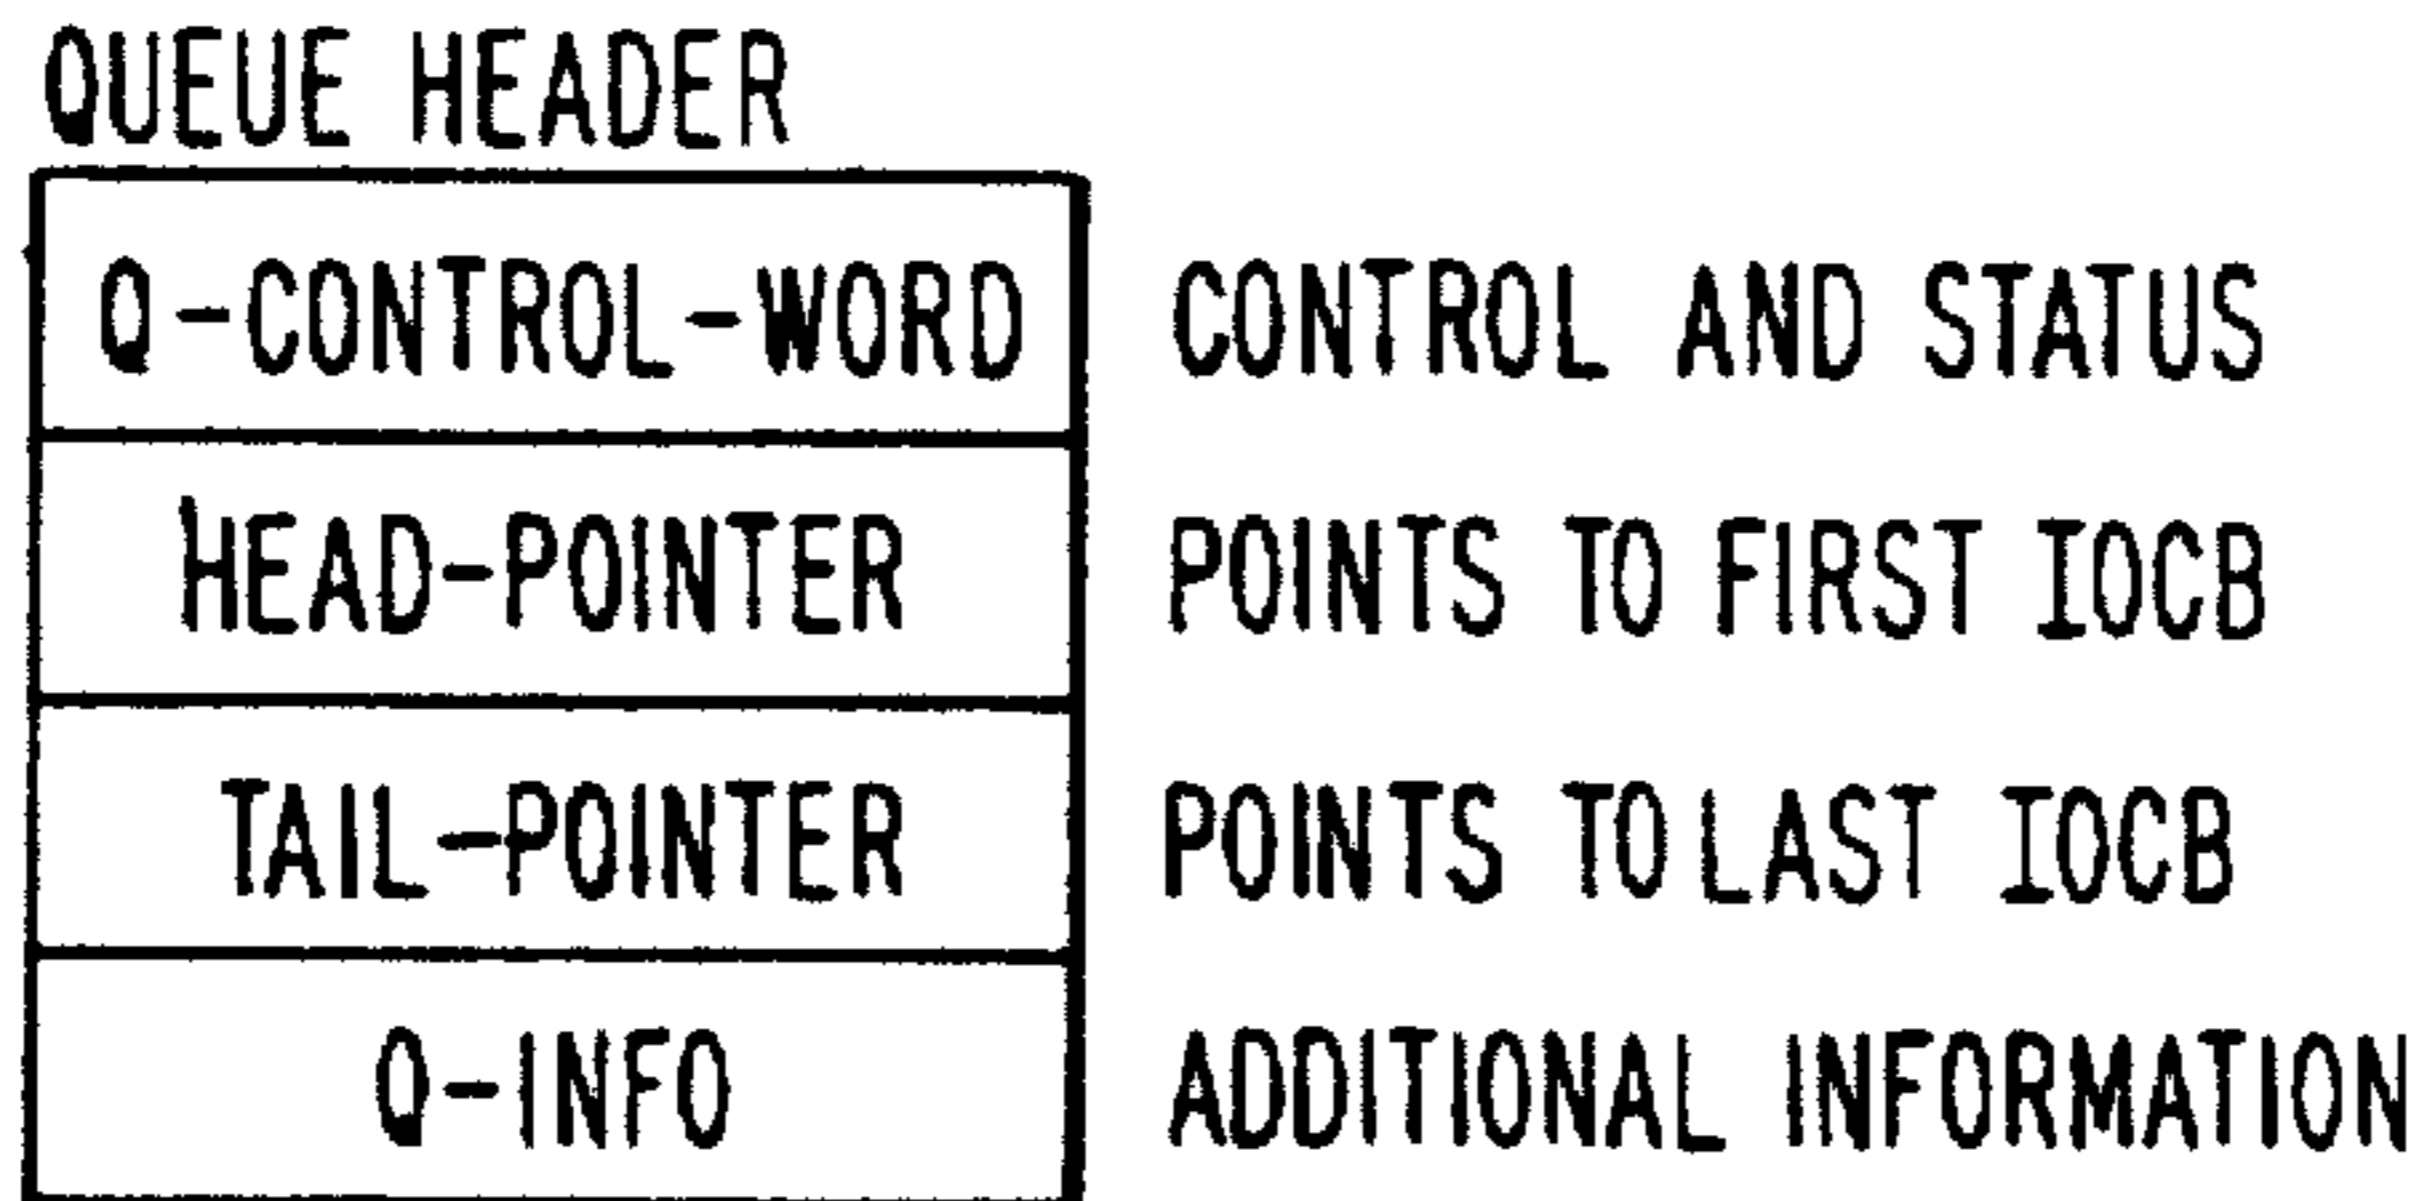 QUEUE HEADER
Q-CONTROL-WORD CONTROL AND STATUS
HEAD-POINTER POINTS TO FIRST IOCB
TAIL-POINTER POINTS TO LAST IOCB
Q-INFO ADDITIONAL INFORMATION